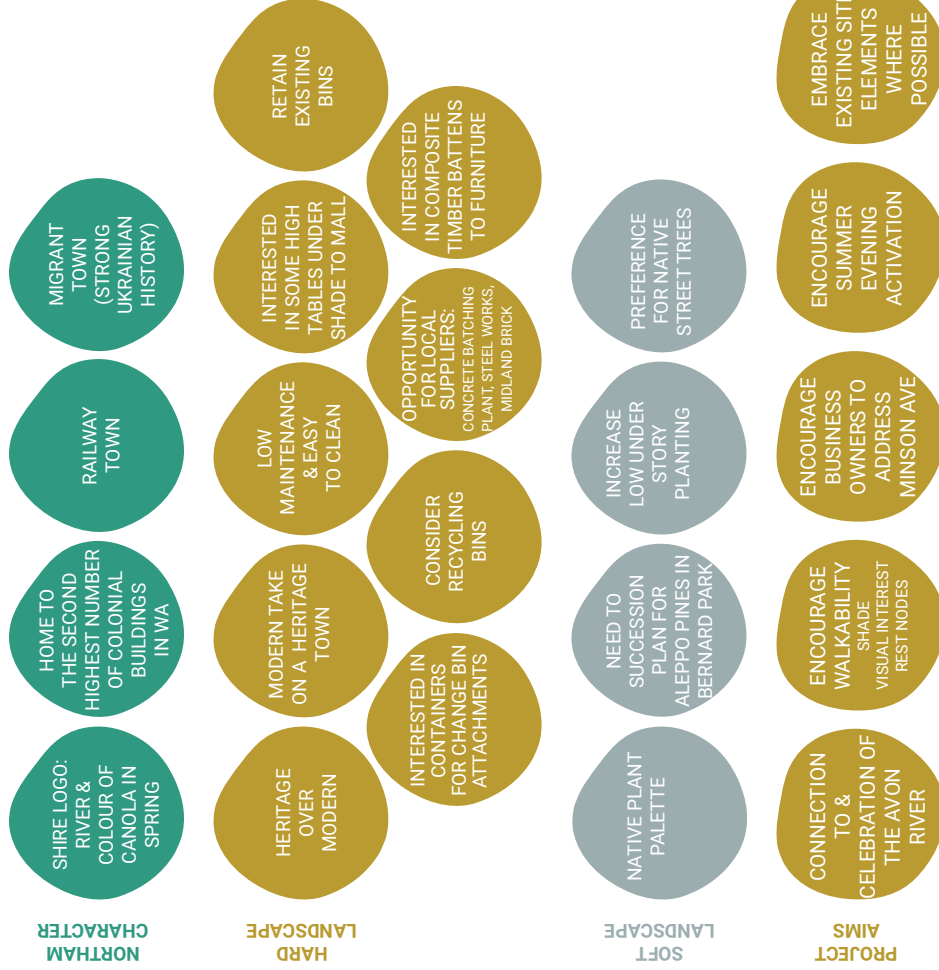 NORTHAM
CHARACTER
SHIRE LOGO:
RIVER &
COLOUR OF
CANOLA IN
SPRING
HOME TO
THE SECOND
HIGHEST NUMBER
OF COLONIAL
BUILDINGS
IN WA
RAILWAY
TOWN
MIGRANT
TOWN
(STRONG
UKRAINIAN
HISTORY)
HARD
LANDSCAPE
HERITAGE
OVER
MODERN
MODERN TAKE
ON A HERITAGE
TOWN
LOW
MAINTENANCE
& EASY
TO CLEAN
INTERESTED
IN SOME HIGH
TABLES UNDER
SHADE TO MALL
RETAIN
EXISTING
BINS
INTERESTED IN
CONTAINERS
FOR CHANGE BIN
ATTACHMENTS
CONSIDER
RECYCLING
BINS
OPPORTUNITY
FOR LOCAL
SUPPLIERS:
CONCRETE BATCHING
PLANT, STEEL WORKS,
MIDLAND BRICK
INTERESTED
IN COMPOSITE
TIMBER BATTENS
TO FURNITURE
SOFT
LANDSCAPE
NATIVE PLANT
PALETTE
NEED TO
SUCCESSION
PLAN FOR
ALEPPO PINES IN
BERNARD PARK
INCREASE
LOW UNDER
STORY
PLANTING
PREFERENCE
FOR NATIVE
STREET TREES
PROJECT
AIMS
CONNECTION
TO &
CELEBRATION OF
THE AVON
RIVER
ENCOURAGE
WALKABILITY
SHADE
VISUAL INTEREST
REST NODES
ENCOURAGE
BUSINESS
OWNERS TO
ADDRESS
MINSON AVE
ENCOURAGE
SUMMER
EVENING
ACTIVATION
EMBRACE
EXISTING SITE
ELEMENTS
WHERE
POSSIBLE